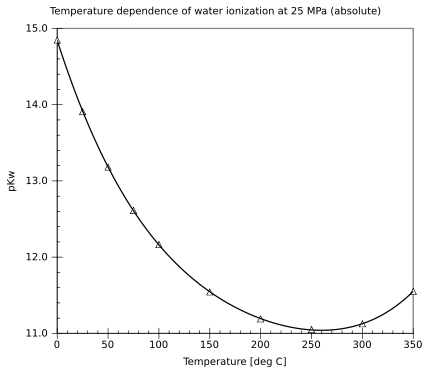 Temperature dependence of water ionization at 25 MPa (absolute)
15.0
14.0
13.0
12.0
11.0
pKw
0 50 100 150 200 250 300 350
Temperature [deg C]